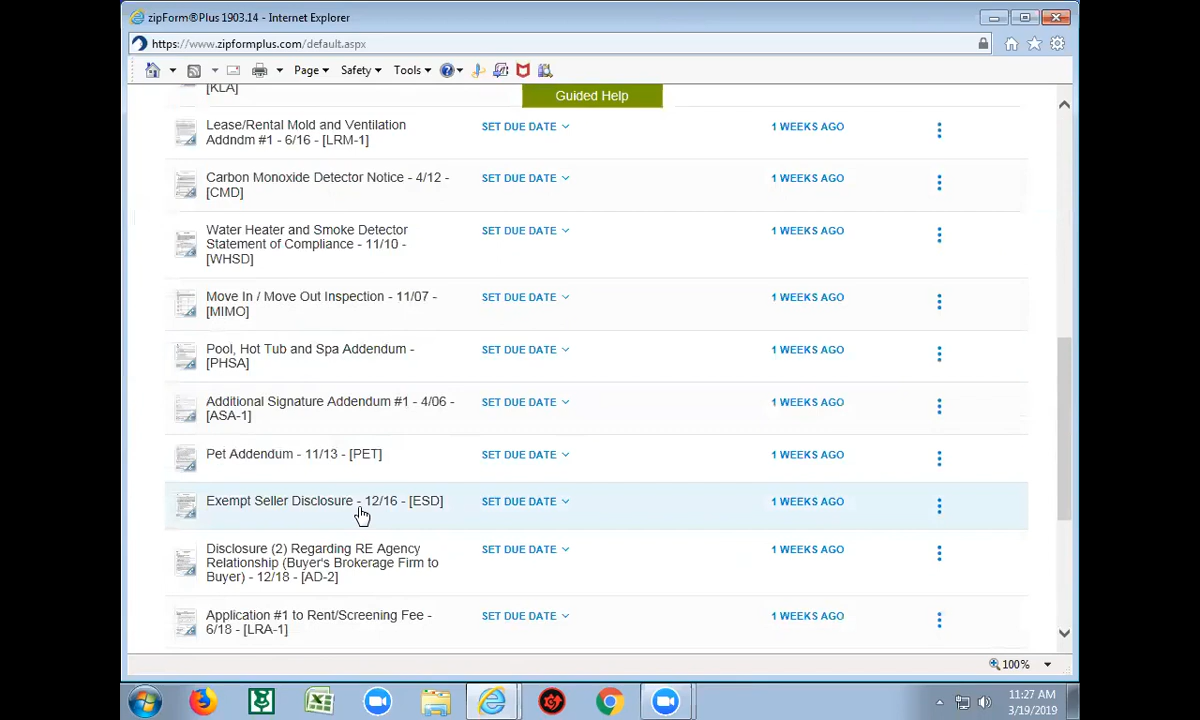 zipForm®Plus 1903.14 - Internet Explorer
https://www.zipformplus.com/default.aspx
Page Safety Tools
Guided Help
[KLA]
Lease/Rental Mold and Ventilation
Addndm #1 - 6/16 - [LRM-1]
SET DUE DATE
1 WEEKS AGO
Carbon Monoxide Detector Notice - 4/12 -
[CMD]
SET DUE DATE
1 WEEKS AGO
Water Heater and Smoke Detector
Statement of Compliance - 11/10 -
[WHSD]
SET DUE DATE
1 WEEKS AGO
Move In / Move Out Inspection - 11/07 -
[MIMO]
SET DUE DATE
1 WEEKS AGO
Pool, Hot Tub and Spa Addendum -
[PHSA]
SET DUE DATE
1 WEEKS AGO
Additional Signature Addendum #1 - 4/06 -
[ASA-1]
SET DUE DATE
1 WEEKS AGO
Pet Addendum - 11/13 - [PET]
SET DUE DATE
1 WEEKS AGO
Exempt Seller Disclosure - 12/16 - [ESD]
SET DUE DATE
1 WEEKS AGO
Disclosure (2) Regarding RE Agency
Relationship (Buyer's Brokerage Firm to
Buyer) - 12/18 - [AD-2]
SET DUE DATE
1 WEEKS AGO
Application #1 to Rent/Screening Fee -
6/18 - [LRA-1]
SET DUE DATE
1 WEEKS AGO
100%
11:27 AM
3/19/2019